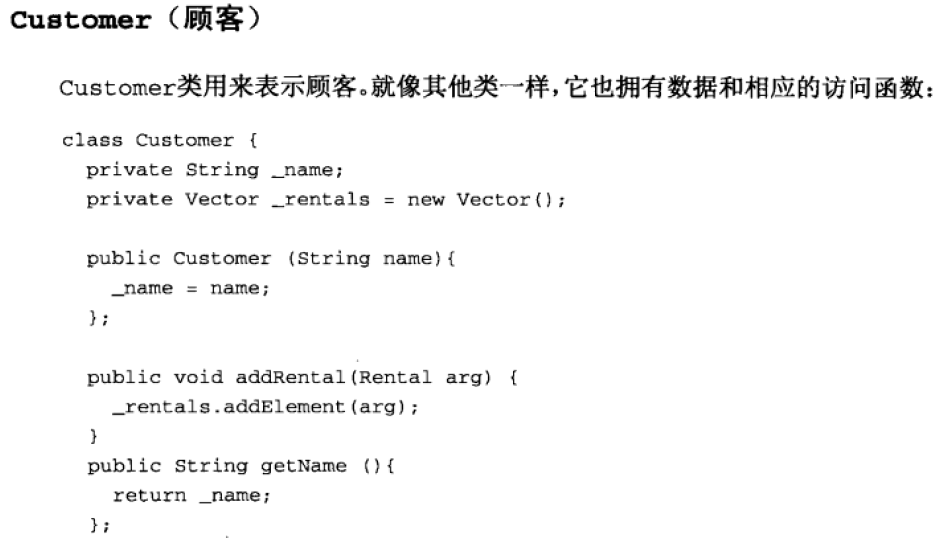 Customer（顾客）
Customer类用来表示顾客。就像其他类一样，它也拥有数据和相应的访问函数：
class Customer {
  private String _name;
  private Vector _rentals = new Vector();
  public Customer (String name){
    _name = name;
  };
  public void addRental(Rental arg) {
    _rentals.addElement(arg);
  }
  public String getName (){
    return _name;
  };